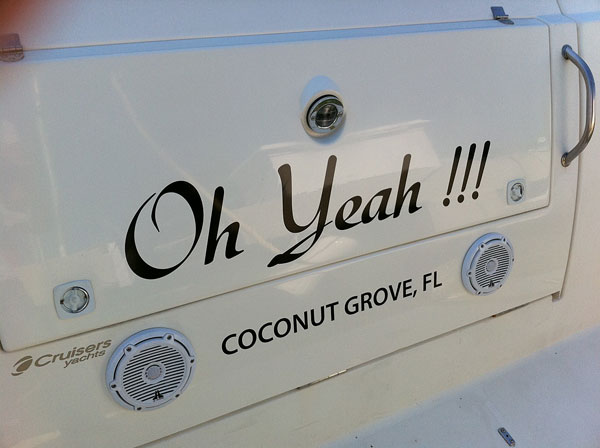 Oh Yeah !!!
COCONUT GROVE, FL
Cruisers
yachts